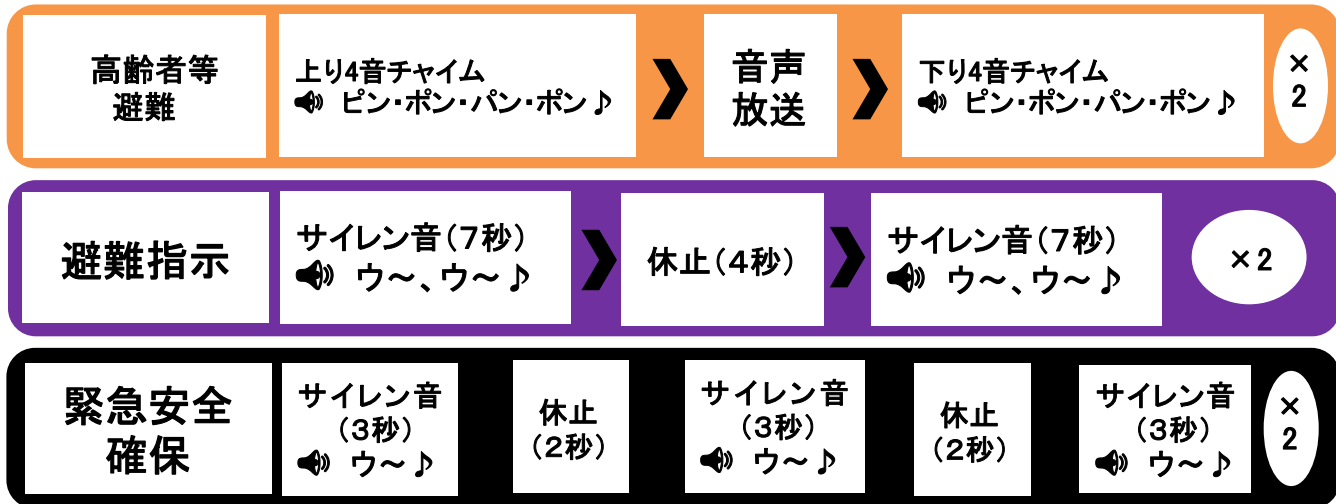 高齢者等
避難
上り4音チャイム
ピン・ポン・パン・ポン♪
音声
放送
下り4音チャイム
ピン・ポン・パン・ポン♪
×
2
避難指示
サイレン音(7秒)
ウ～、ウ～♪
休止(4秒)
サイレン音(7秒)
ウ～、ウ～♪
×2
緊急安全
確保
サイレン音
(3秒)
ウ～♪
休止
(2秒)
サイレン音
(3秒)
ウ～♪
休止
(2秒)
サイレン音
(3秒)
ウ～♪
×
2